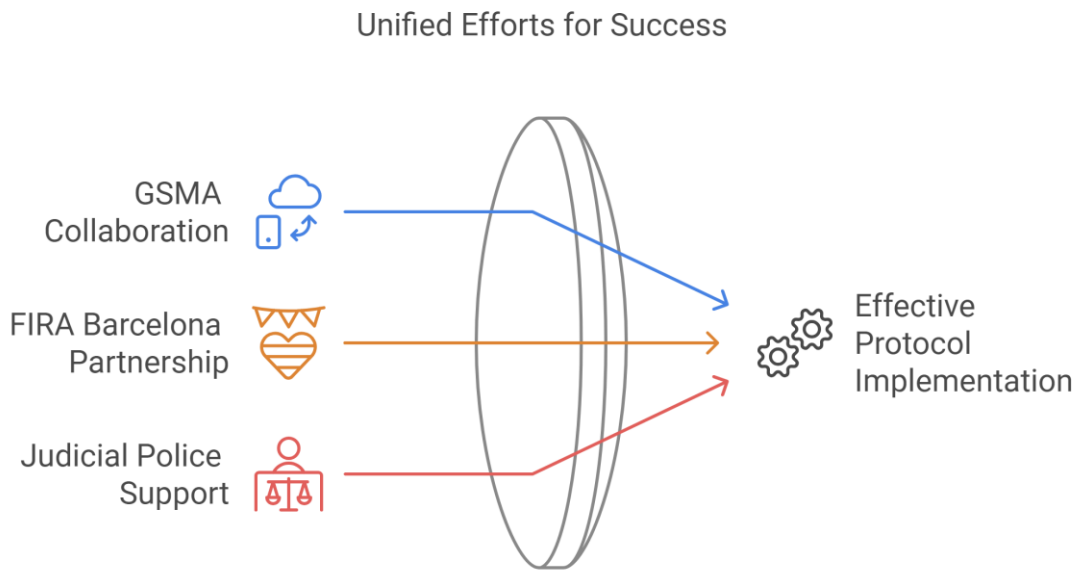 Unified Efforts for Success
GSMA
Collaboration
FIRA Barcelona
Partnership
Judicial Police
Support
Effective
Protocol
Implementation